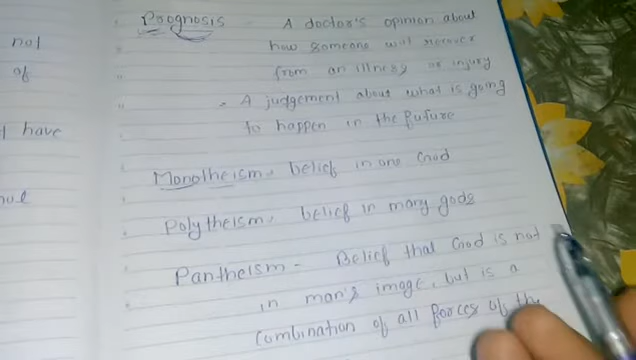 not
of
have
Prognosis - A doctor's opinion about
how someone will recover
from an illness or injury
- A judgement about what is going
to happen in the future
Monotheism - belief in one God
Polytheism - belief in many gods
Pantheism - Belief that God is not
in man's image, but is a
combination of all forces of the